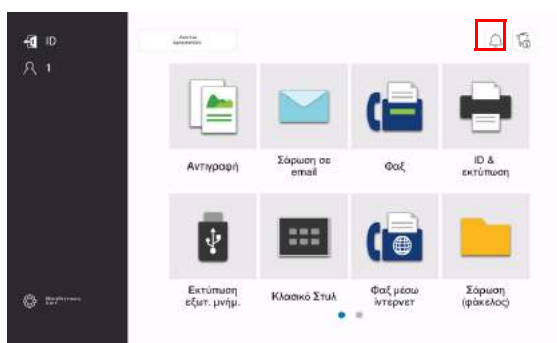 ID
1
Αντιγραφή
Σάρωση σε
email
Φαξ
ID &
εκτύπωση
Εκτύπωση
εξωτ. μνήμ.
Κλασικό Στυλ
Φαξ μέσω
ίντερνετ
Σάρωση
(φάκελος)